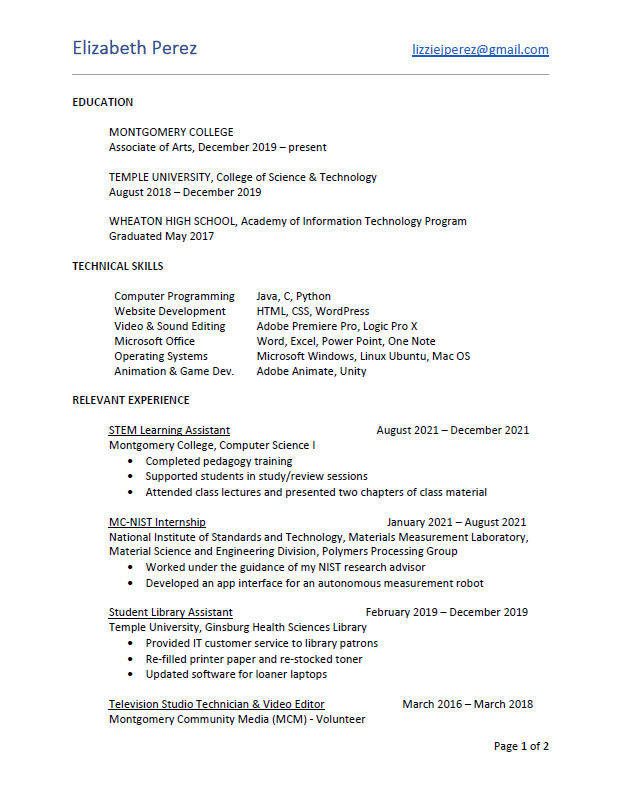 Elizabeth Perez lizziejperez@gmail.com
EDUCATION
MONTGOMERY COLLEGE
Associate of Arts, December 2019 – present
TEMPLE UNIVERSITY, College of Science & Technology
August 2018 – December 2019
WHEATON HIGH SCHOOL, Academy of Information Technology Program
Graduated May 2017
TECHNICAL SKILLS
Computer Programming Java, C, Python
Website Development HTML, CSS, WordPress
Video & Sound Editing Adobe Premiere Pro, Logic Pro X
Microsoft Office Word, Excel, Power Point, One Note
Operating Systems Microsoft Windows, Linux Ubuntu, Mac OS
Animation & Game Dev. Adobe Animate, Unity
RELEVANT EXPERIENCE
STEM Learning Assistant August 2021 – December 2021
Montgomery College, Computer Science I
• Completed pedagogy training
• Supported students in study/review sessions
• Attended class lectures and presented two chapters of class material
MC-NIST Internship January 2021 – August 2021
National Institute of Standards and Technology, Materials Measurement Laboratory,
Material Science and Engineering Division, Polymers Processing Group
• Worked under the guidance of my NIST research advisor
• Developed an app interface for an autonomous measurement robot
Student Library Assistant February 2019 – December 2019
Temple University, Ginsburg Health Sciences Library
• Provided IT customer service to library patrons
• Re-filled printer paper and re-stocked toner
• Updated software for loaner laptops
Television Studio Technician & Video Editor March 2016 – March 2018
Montgomery Community Media (MCM) - Volunteer
Page 1 of 2